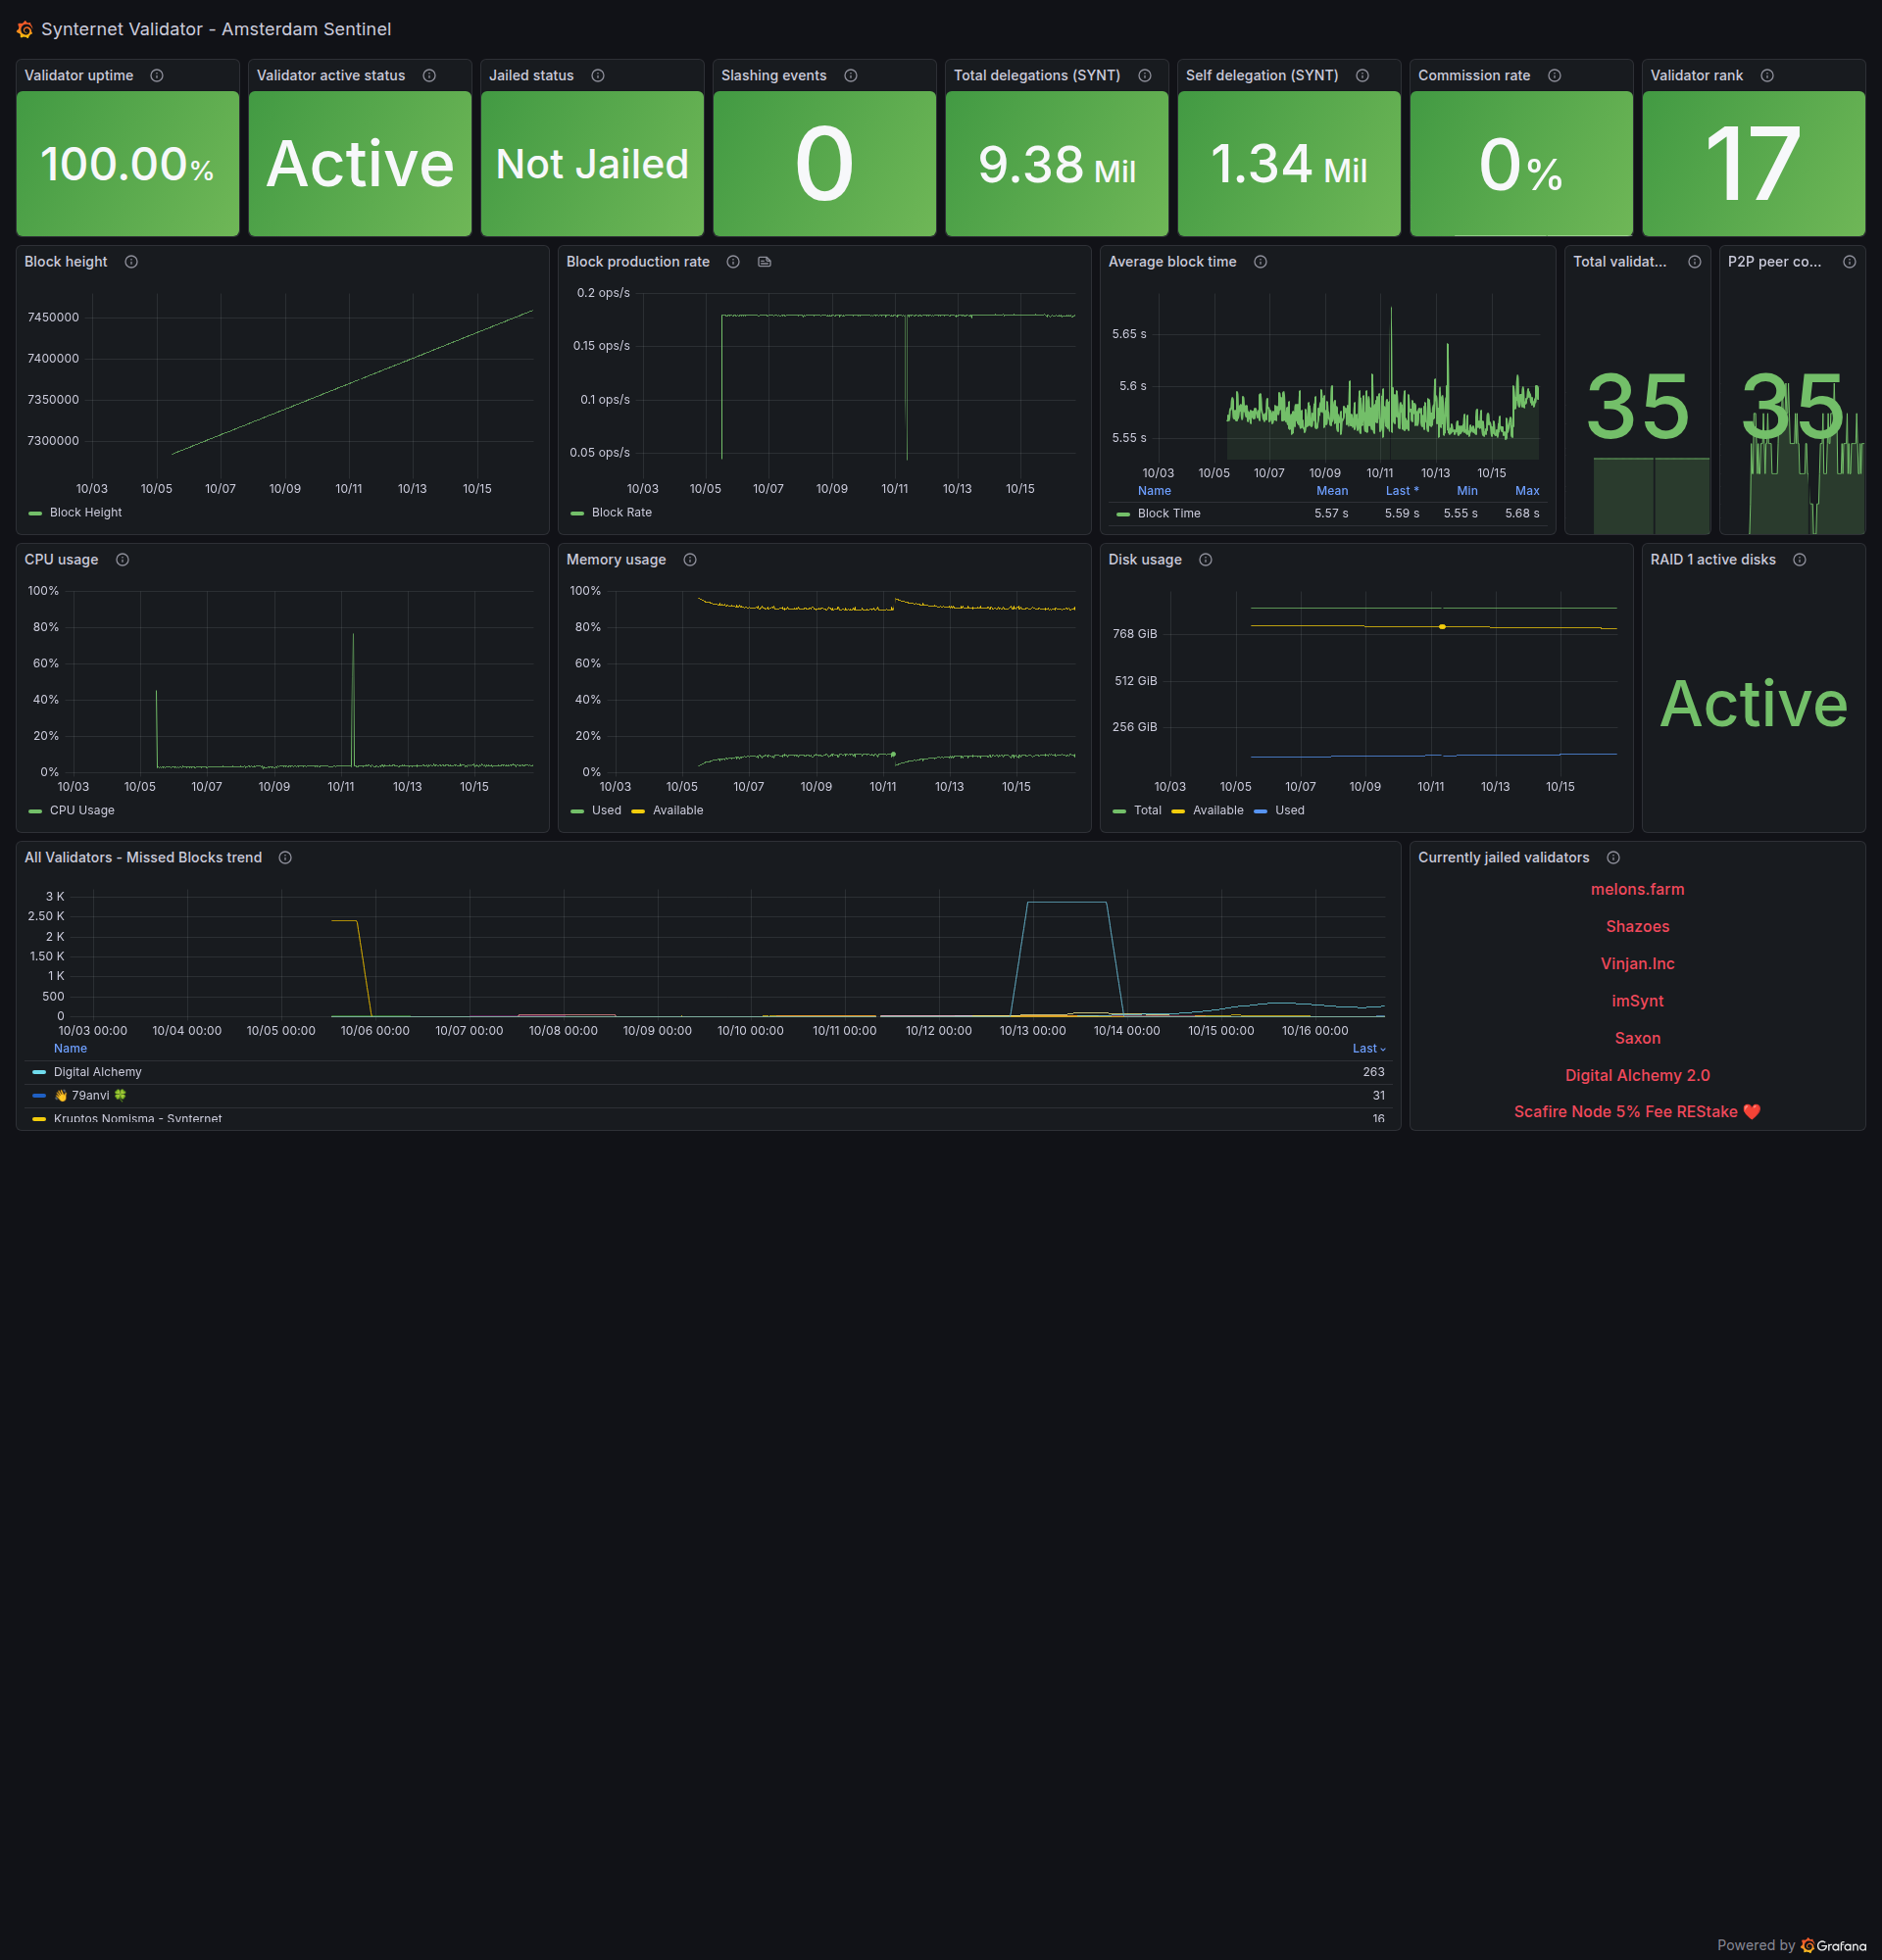 Synternet Validator - Amsterdam Sentinel
Validator uptime
Validator active status
Jailed status
Slashing events
Total delegations (SYNT)
Self delegation (SYNT)
Commission rate
Validator rank
100.00%
Active
Not Jailed
0
9.38 Mil
1.34 Mil
0%
17
Block height
7450000
7400000
7350000
7300000
10/03 10/05 10/07 10/09 10/11 10/13 10/15
Block Height
Block production rate
0.2 ops/s
0.15 ops/s
0.1 ops/s
0.05 ops/s
10/03 10/05 10/07 10/09 10/11 10/13 10/15
Block Rate
Average block time
5.65 s
5.6 s
5.55 s
10/03 10/05 10/07 10/09 10/11 10/13 10/15
Name Mean Last * Min Max
Block Time 5.57 s 5.59 s 5.55 s 5.68 s
Total validat...
35
P2P peer co...
35
CPU usage
100%
80%
60%
40%
20%
0%
10/03 10/05 10/07 10/09 10/11 10/13 10/15
CPU Usage
Memory usage
100%
80%
60%
40%
20%
0%
10/03 10/05 10/07 10/09 10/11 10/13 10/15
Used Available
Disk usage
768 GiB
512 GiB
256 GiB
10/03 10/05 10/07 10/09 10/11 10/13 10/15
Total Available Used
RAID 1 active disks
Active
All Validators - Missed Blocks trend
3 K
2.50 K
2 K
1.50 K
1 K
500
0
10/03 00:00 10/04 00:00 10/05 00:00 10/06 00:00 10/07 00:00 10/08 00:00 10/09 00:00 10/10 00:00 10/11 00:00 10/12 00:00 10/13 00:00 10/14 00:00 10/15 00:00 10/16 00:00
Name Last
Digital Alchemy 263
👋 79anvi 🍀 31
Kruptos Nomisma - Synternet 16
Currently jailed validators
melons.farm
Shazoes
Vinjan.Inc
imSynt
Saxon
Digital Alchemy 2.0
Scafire Node 5% Fee REStake ❤️
Powered by Grafana